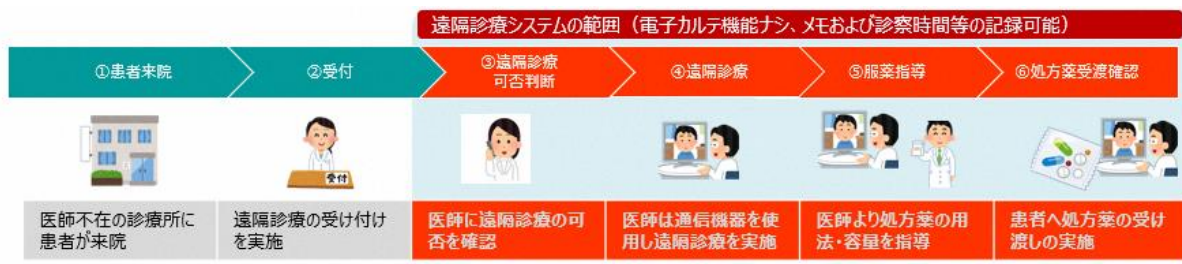 遠隔診療システムの範囲（電子カルテ機能ナシ、メモおよび診察時間等の記録可能）
①患者来院
②受付
③遠隔診療
可否判断
④遠隔診療
⑤服薬指導
⑥処方薬受渡確認
受付
医師不在の診療所に
患者が来院
遠隔診療の受け付け
を実施
医師に遠隔診療の可
否を確認
医師は通信機器を使
用し遠隔診療を実施
医師より処方薬の用
法・容量を指導
患者へ処方薬の受け
渡しの実施